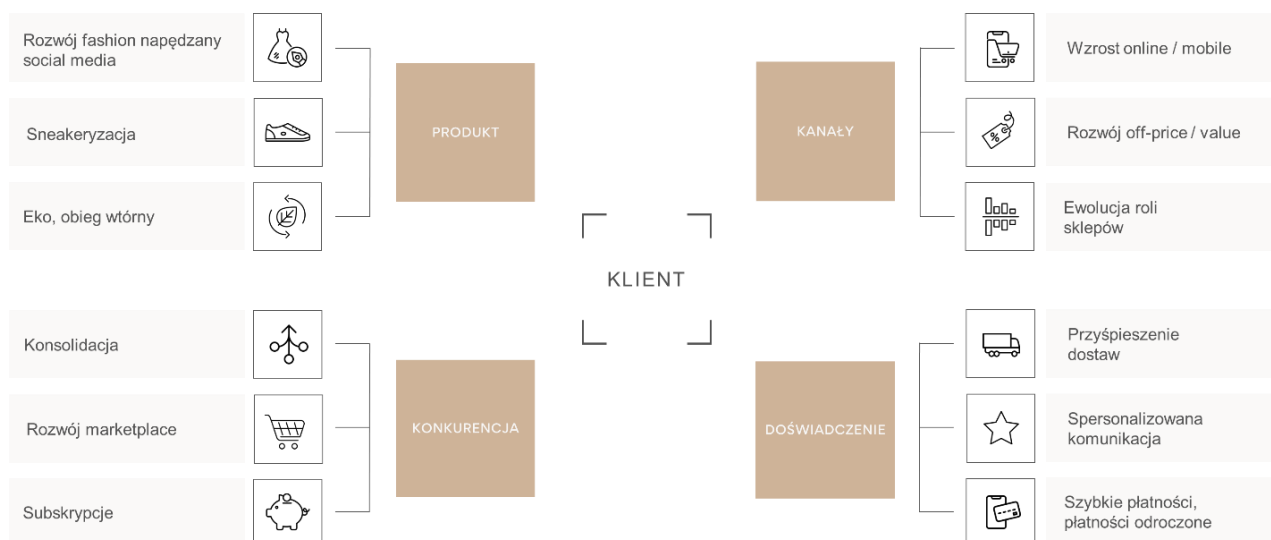 Rozwój fashion napędzany
social media
Sneakeryzacja
Eko, obieg wtórny
PRODUKT
KANAŁY
Wzrost online / mobile
%
Rozwój off-price / value
Ewolucja roli
sklepów
KLIENT
Konsolidacja
Rozwój marketplace
Subskrypcje
KONKURENCJA
DOŚWIADCZENIE
Przyśpieszenie
dostaw
Spersonalizowana
komunikacja
Szybkie płatności,
płatności odroczone